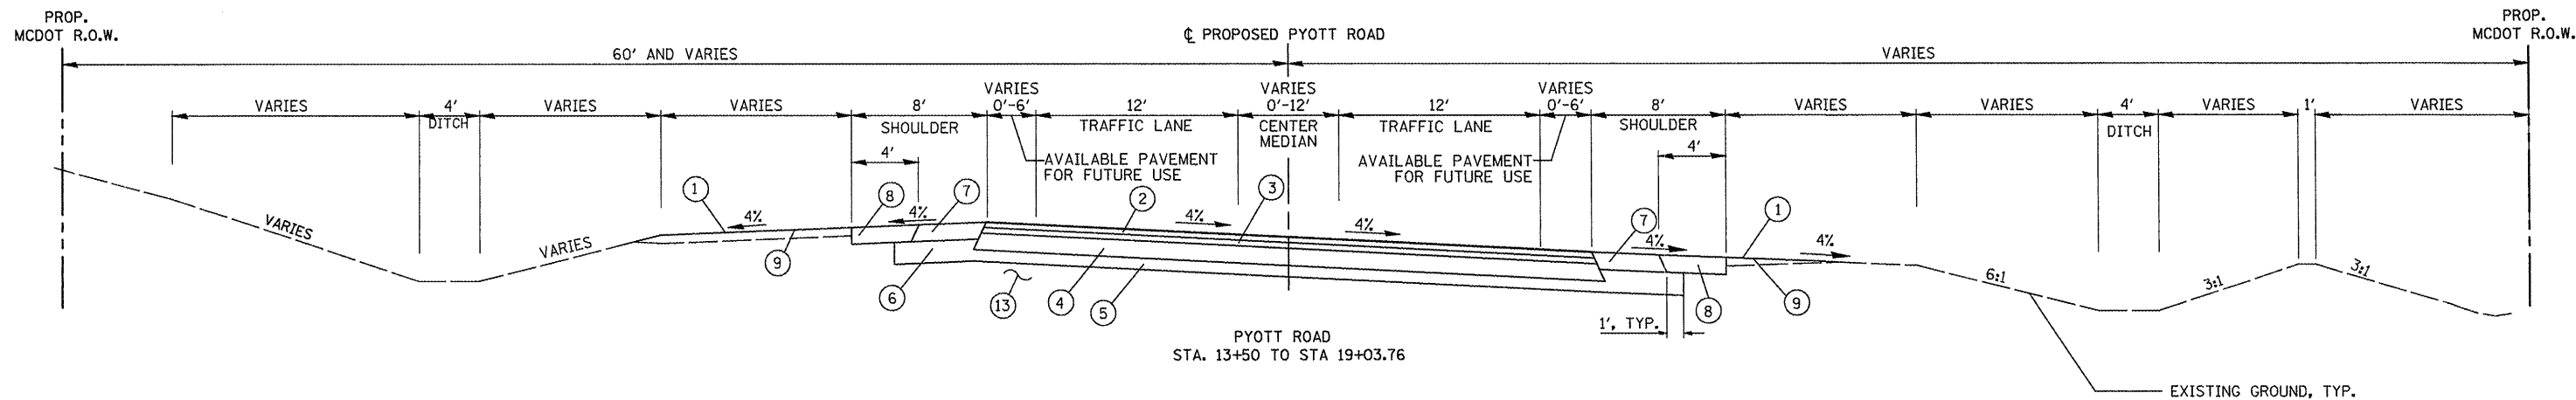 PROP.
MCDOT R.O.W.
℄ PROPOSED PYOTT ROAD
PROP.
MCDOT R.O.W.
60' AND VARIES
VARIES
VARIES
4'
DITCH
VARIES
VARIES
8'
SHOULDER
VARIES
0'-6'
12'
TRAFFIC LANE
VARIES
0'-12'
CENTER
MEDIAN
12'
TRAFFIC LANE
VARIES
0'-6'
8'
SHOULDER
VARIES
VARIES
4'
DITCH
VARIES
1'
VARIES
4'
AVAILABLE PAVEMENT
FOR FUTURE USE
AVAILABLE PAVEMENT
FOR FUTURE USE
4'
1
8
7
2
3
7
1
VARIES
VARIES
4%
4%
4%
4%
4%
4%
9
6
13
4
5
8
9
6:1
3:1
3:1
1', TYP.
PYOTT ROAD
STA. 13+50 TO STA 19+03.76
EXISTING GROUND, TYP.